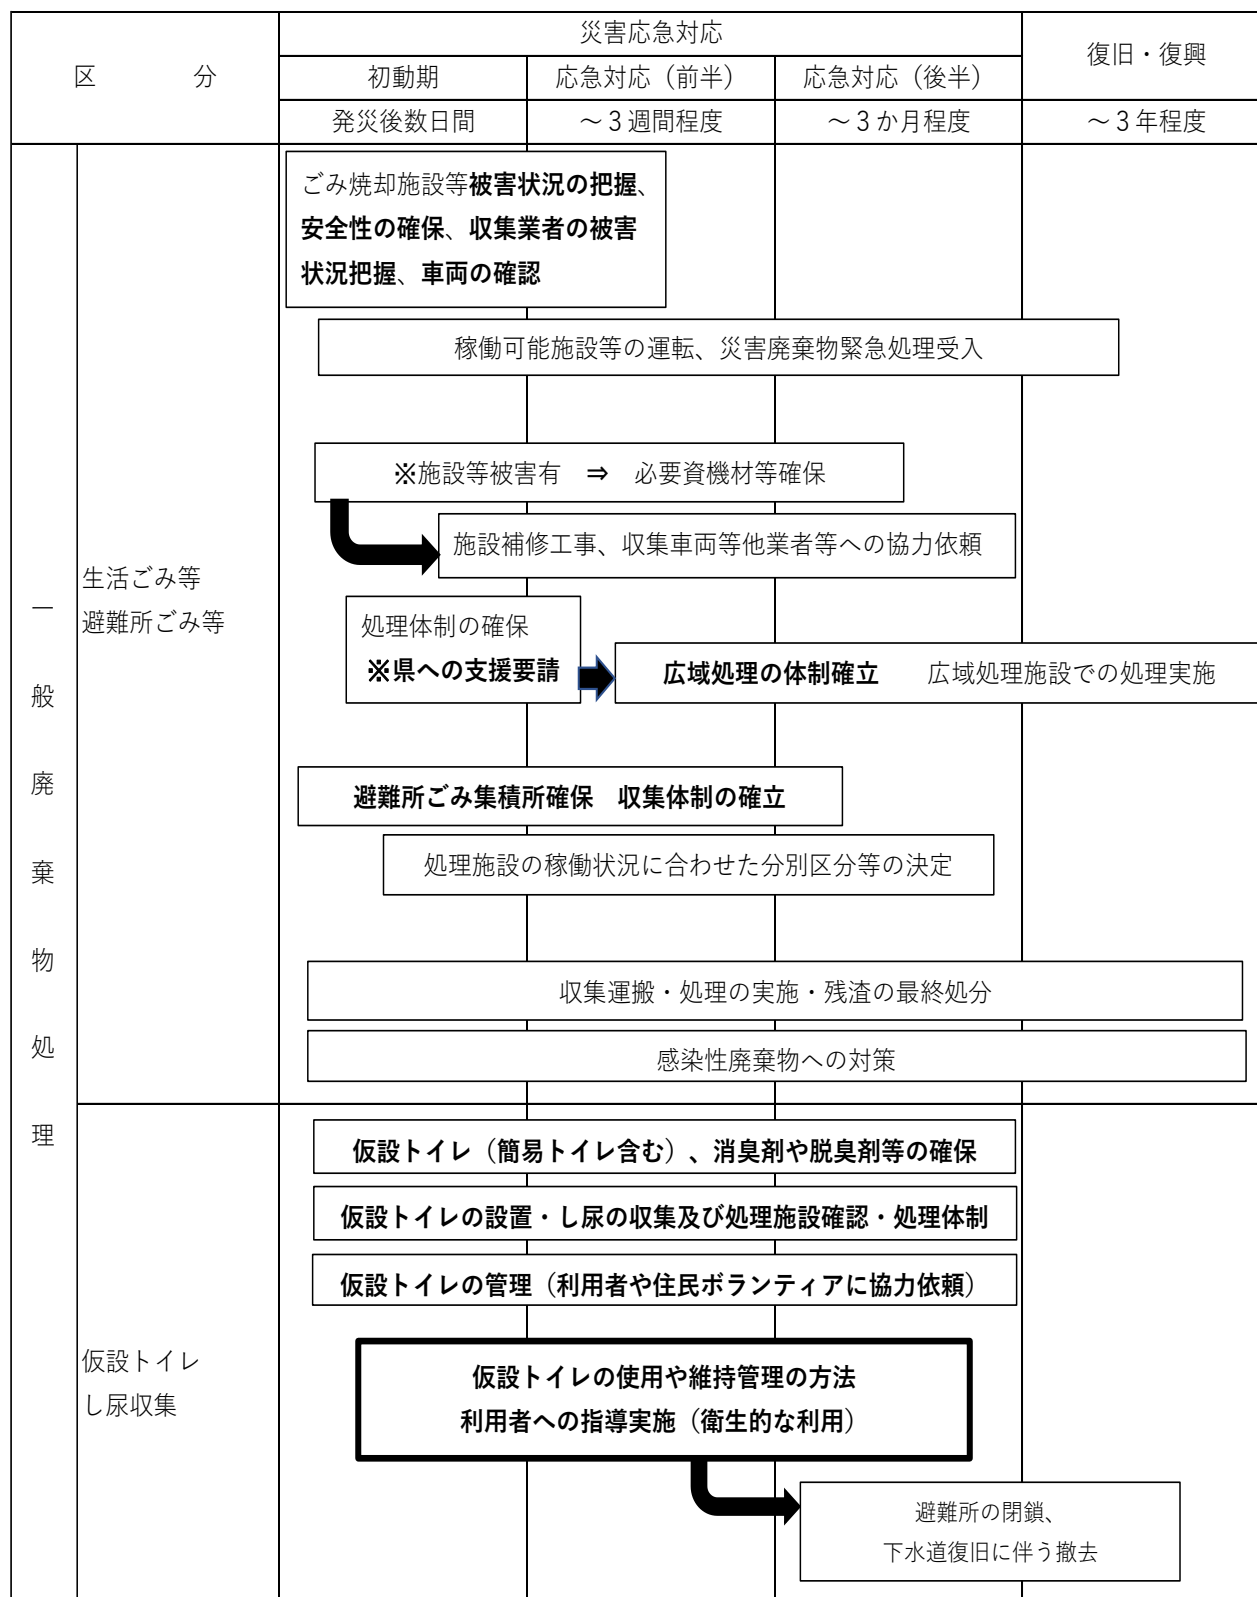 災害応急対応
区　　　分
復旧・復興
初動期
応急対応（前半）
応急対応（後半）
発災後数日間
～３週間程度
～３か月程度
～３年程度
一般廃棄物処理
生活ごみ等
避難所ごみ等
ごみ焼却施設等被害状況の把握、
安全性の確保、収集業者の被害
状況把握、車両の確認
稼働可能施設等の運転、災害廃棄物緊急処理受入
※施設等被害有　⇒　必要資機材等確保
施設補修工事、収集車両等他業者等への協力依頼
処理体制の確保
※県への支援要請
広域処理の体制確立　　広域処理施設での処理実施
避難所ごみ集積所確保　収集体制の確立
処理施設の稼働状況に合わせた分別区分等の決定
収集運搬・処理の実施・残渣の最終処分
感染性廃棄物への対策
仮設トイレ
し尿収集
仮設トイレ（簡易トイレ含む）、消臭剤や脱臭剤等の確保
仮設トイレの設置・し尿の収集及び処理施設確認・処理体制
仮設トイレの管理（利用者や住民ボランティアに協力依頼）
仮設トイレの使用や維持管理の方法
利用者への指導実施（衛生的な利用）
避難所の閉鎖、
下水道復旧に伴う撤去